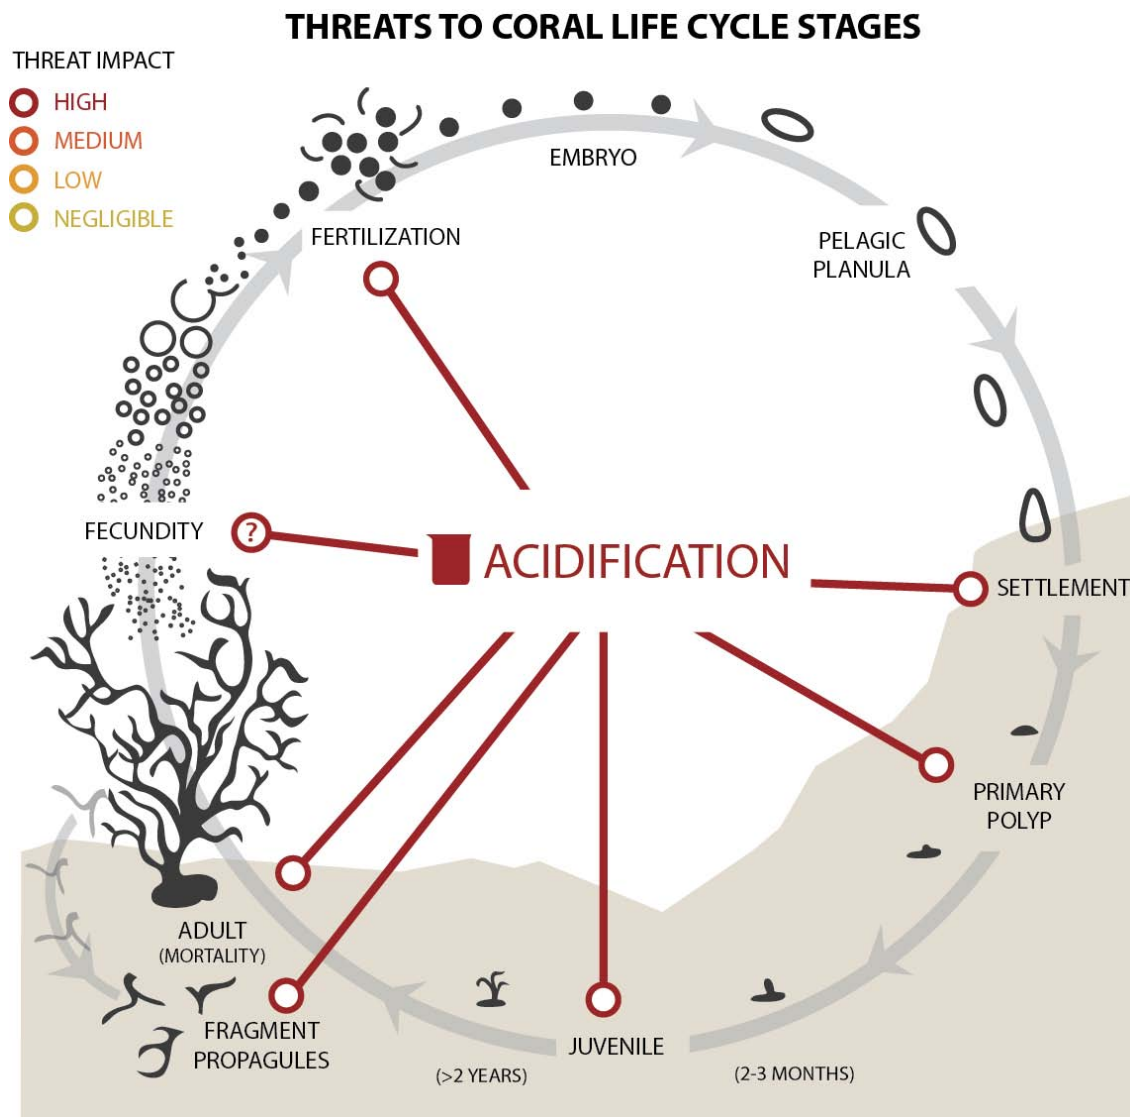 THREATS TO CORAL LIFE CYCLE STAGES
THREAT IMPACT
HIGH
MEDIUM
LOW
NEGLIGIBLE
EMBRYO
FERTILIZATION
PELAGIC
PLANULA
FECUNDITY
?
ACIDIFICATION
SETTLEMENT
PRIMARY
POLYP
ADULT
(MORTALITY)
FRAGMENT
PROPAGULES
JUVENILE
(>2 YEARS)
(2-3 MONTHS)